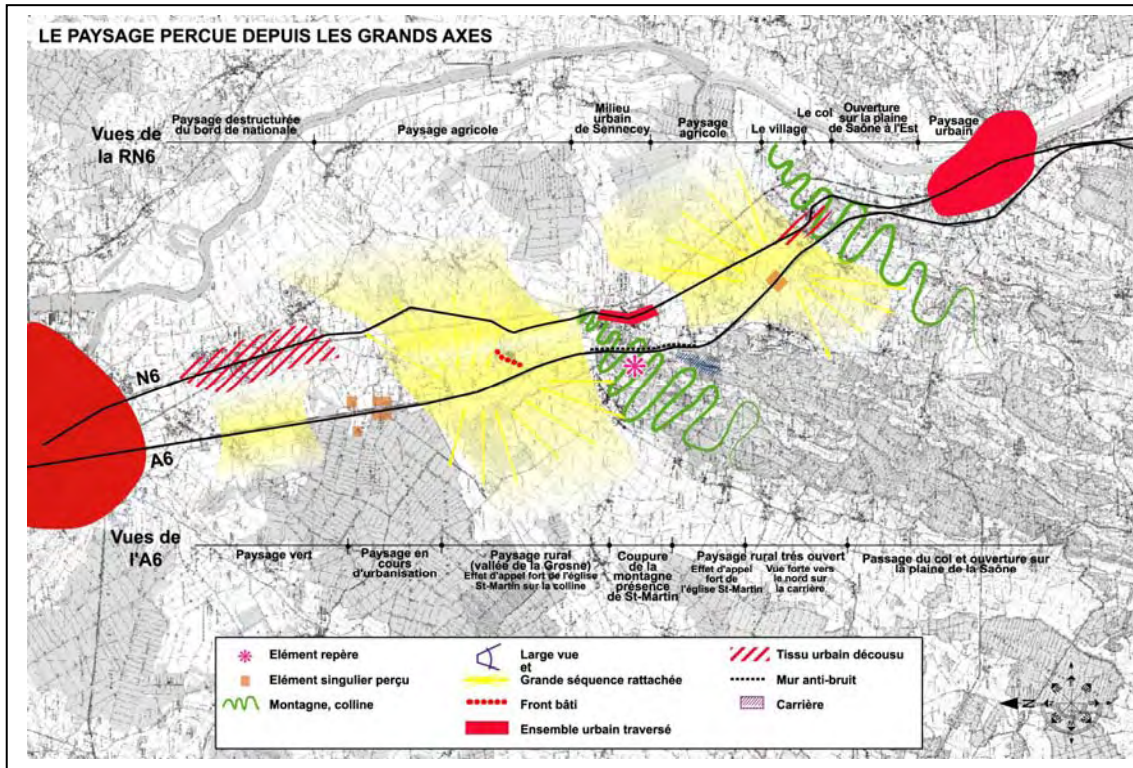 LE PAYSAGE PERCUE DEPUIS LES GRANDS AXES
Vues de
la RN6
Paysage destructurée
du bord de nationale
Paysage agricole
Milieu
urbain
de Sennecey
Paysage
agricole
Le village
Le col
Ouverture
sur la plaine
de Saône à l'Est
Paysage
urbain
N6
A6
Vues de
l'A6
Paysage vert
Paysage en
cours
d'urbanisation
Paysage rural
(vallée de la Grosne)
Effet d'appel fort de l'église
St-Martin sur la colline
Coupure
de la
montagne
présence
de St-Martin
Paysage rural trés ouvert
Effet d'appel
fort de
l'église St-Martin
Vue forte vers
le nord sur
la carrière
Passage du col et ouverture sur
la plaine de la Saône
Elément repère
Elément singulier perçu
Montagne, colline
Large vue
et
Grande séquence rattachée
Front bâti
Ensemble urbain traversé
Tissu urbain décousu
Mur anti-bruit
Carrière
N